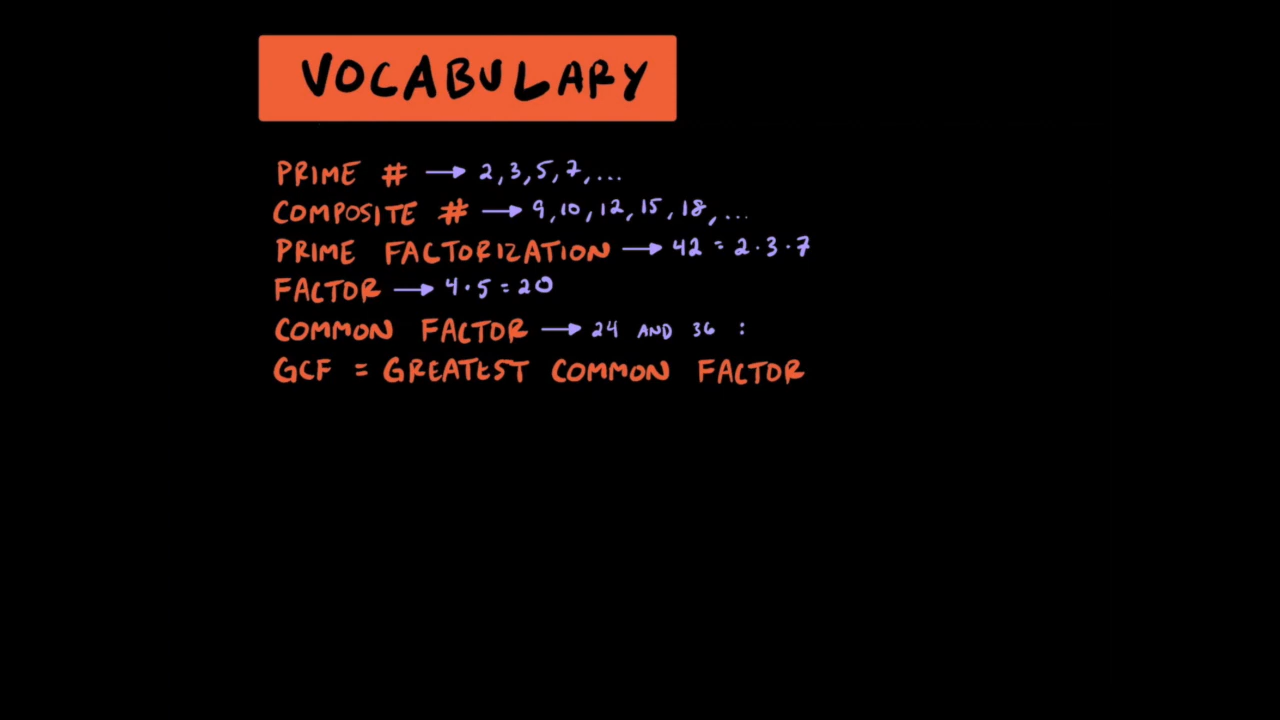 VOCABULARY
PRIME # → 2, 3, 5, 7, ...
COMPOSITE # → 9, 10, 12, 15, 18, ...
PRIME FACTORIZATION → 42 = 2 · 3 · 7
FACTOR → 4 · 5 = 20
COMMON FACTOR → 24 AND 36 :
GCF = GREATEST COMMON FACTOR